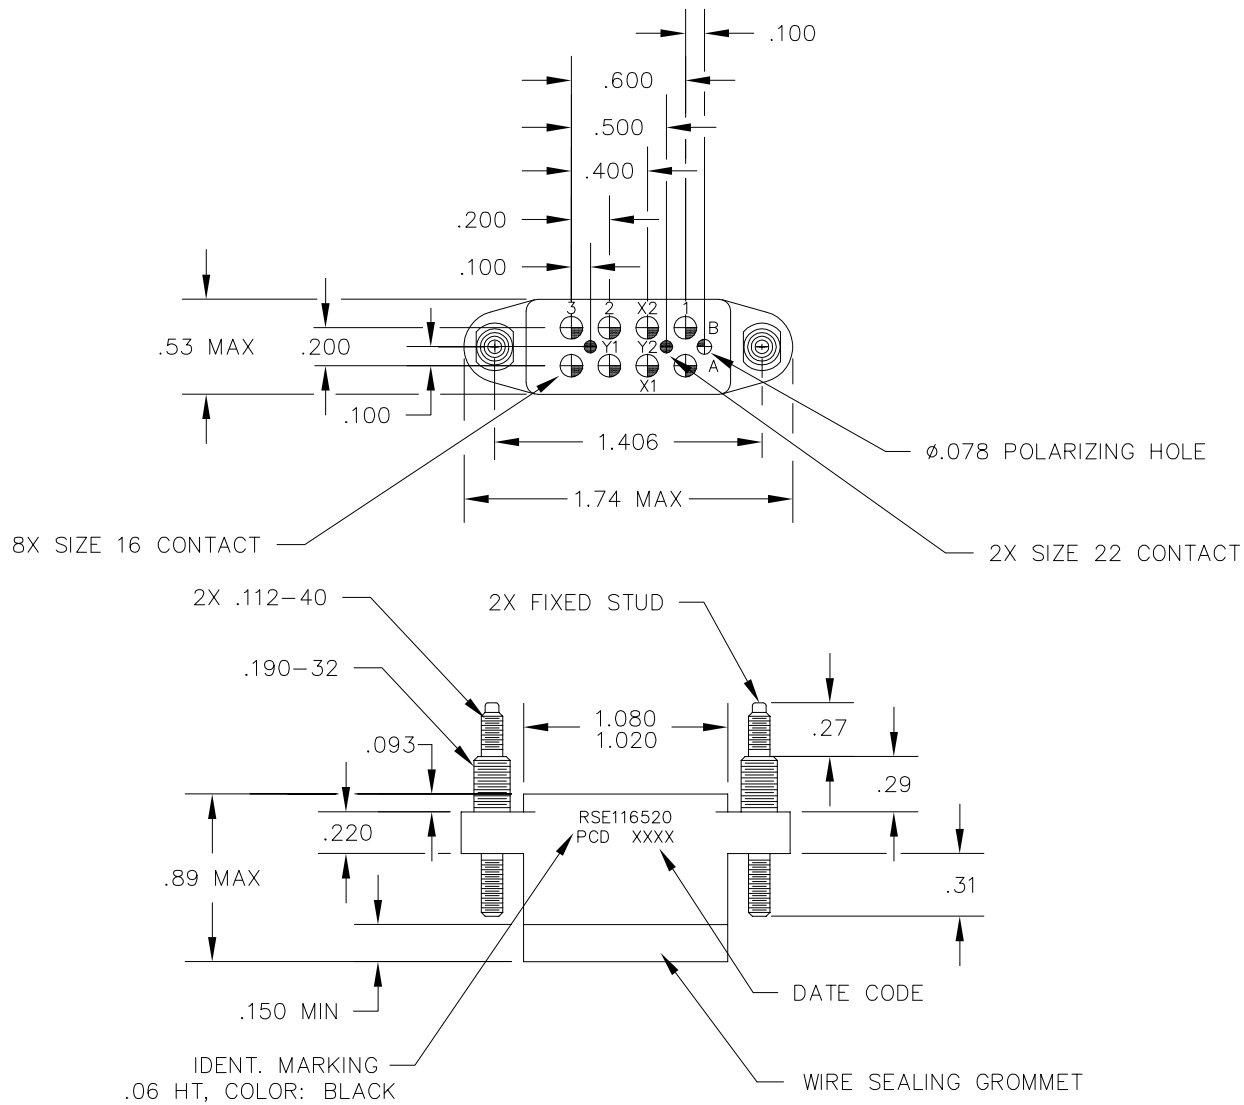 .100
.600
.500
.400
.200
.100
3 2 X2 1
B
.53 MAX
.200
Y1 Y2
A
X1
.100
1.406
Ø.078 POLARIZING HOLE
1.74 MAX
8X SIZE 16 CONTACT
2X SIZE 22 CONTACT
2X .112-40
2X FIXED STUD
.190-32
1.080
1.020
.27
.093
.29
RSE116520
PCD XXXX
.220
.89 MAX
.31
DATE CODE
.150 MIN
IDENT. MARKING
.06 HT, COLOR: BLACK
WIRE SEALING GROMMET